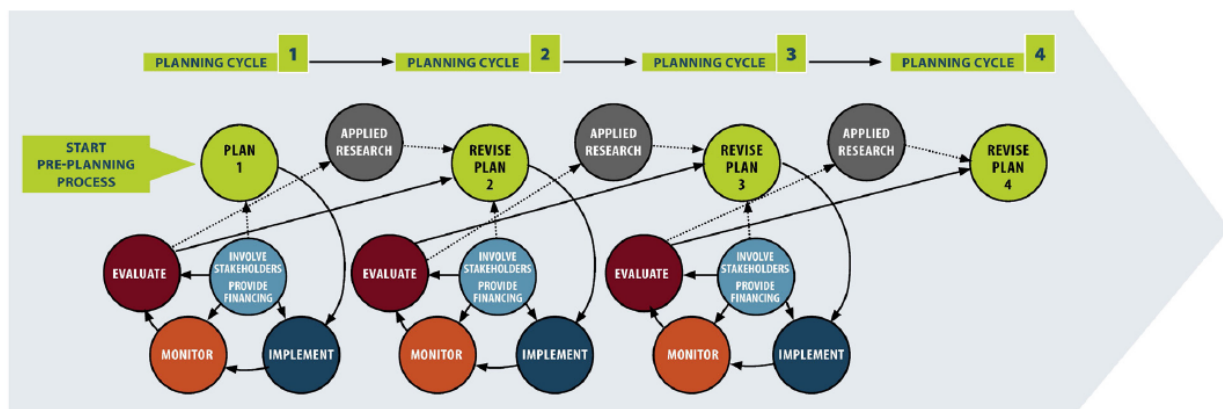 PLANNING CYCLE 1
PLANNING CYCLE 2
PLANNING CYCLE 3
PLANNING CYCLE 4
START
PRE-PLANNING
PROCESS
PLAN
1
APPLIED
RESEARCH
REVISE
PLAN
2
APPLIED
RESEARCH
REVISE
PLAN
3
APPLIED
RESEARCH
REVISE
PLAN
4
EVALUATE
INVOLVE
STAKEHOLDERS
PROVIDE
FINANCING
EVALUATE
INVOLVE
STAKEHOLDERS
PROVIDE
FINANCING
EVALUATE
INVOLVE
STAKEHOLDERS
PROVIDE
FINANCING
MONITOR
IMPLEMENT
MONITOR
IMPLEMENT
MONITOR
IMPLEMENT